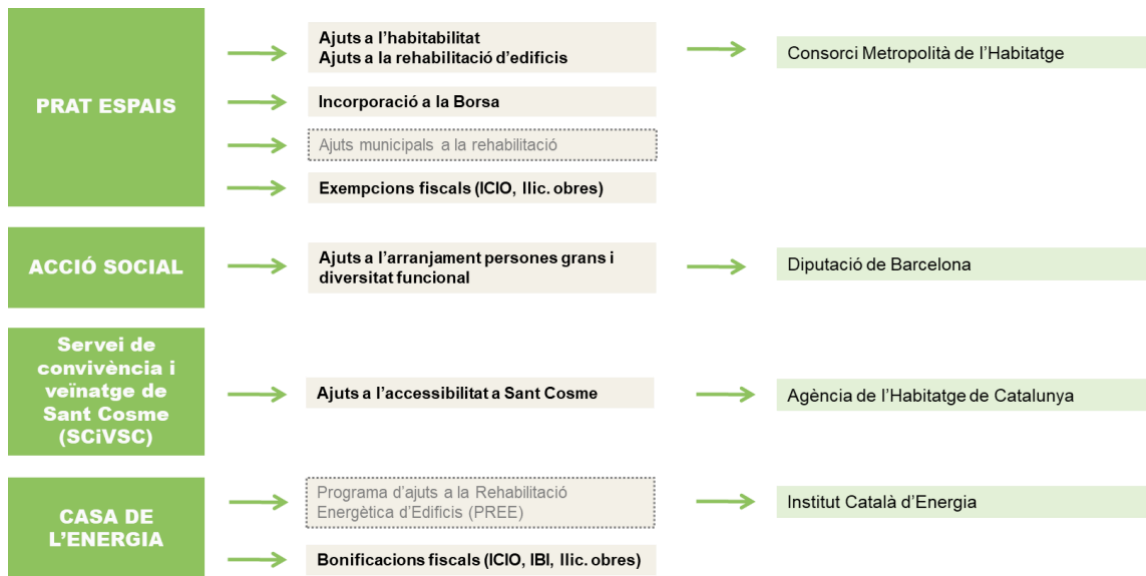 PRAT ESPAIS
Ajuts a l'habitabilitat
Ajuts a la rehabilitació d'edificis
Consorci Metropolità de l'Habitatge
Incorporació a la Borsa
Ajuts municipals a la rehabilitació
Exempcions fiscals (ICIO, llic. obres)
ACCIÓ SOCIAL
Ajuts a l'arranjament persones grans i
diversitat funcional
Diputació de Barcelona
Servei de
convivència i
veïnatge de
Sant Cosme
(SCiVSC)
Ajuts a l'accessibilitat a Sant Cosme
Agència de l'Habitatge de Catalunya
CASA DE
L'ENERGIA
Programa d'ajuts a la Rehabilitació
Energètica d'Edificis (PREE)
Institut Català d'Energia
Bonificacions fiscals (ICIO, IBI, llic. obres)